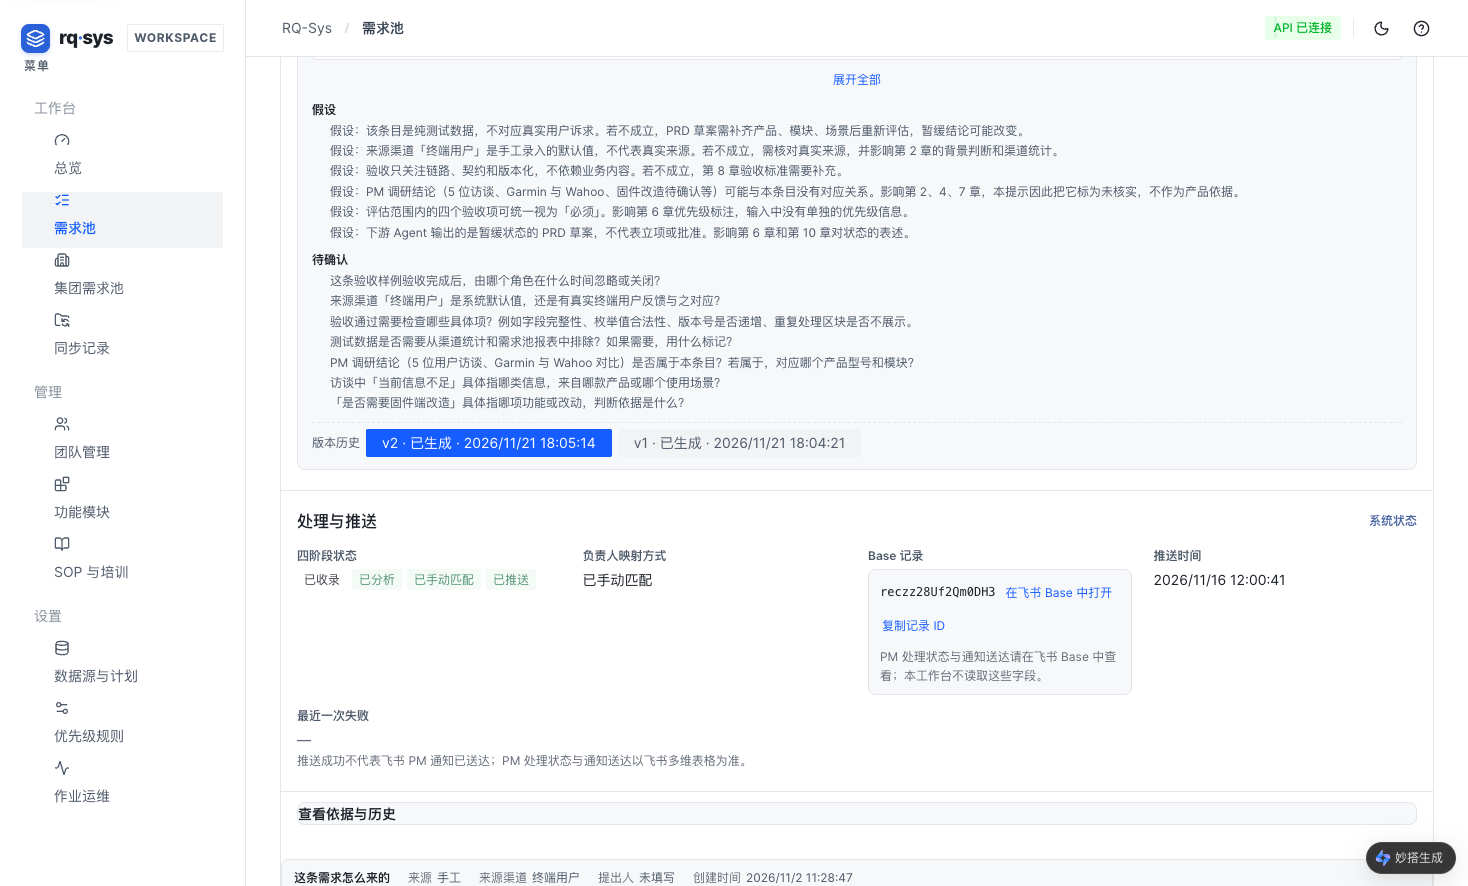 rq·sys
WORKSPACE
菜单
工作台
总览
需求池
集团需求池
同步记录
管理
团队管理
功能模块
SOP 与培训
设置
数据源与计划
优先级规则
作业运维
RQ-Sys / 需求池
API 已连接
展开全部
假设
假设：该条目是纯测试数据，不对应真实用户诉求。若不成立，PRD 草案需补齐产品、模块、场景后重新评估，暂缓结论可能改变。
假设：来源渠道「终端用户」是手工录入的默认值，不代表真实来源。若不成立，需核对真实来源，并影响第 2 章的背景判断和渠道统计。
假设：验收只关注链路、契约和版本化，不依赖业务内容。若不成立，第 8 章验收标准需要补充。
假设：PM 调研结论（5 位访谈、Garmin 与 Wahoo、固件改造待确认等）可能与本条目没有对应关系。影响第 2、4、7 章，本提示因此把它标为未核实，不作为产品依据。
假设：评估范围内的四个验收项可统一视为「必须」。影响第 6 章优先级标注，输入中没有单独的优先级信息。
假设：下游 Agent 输出的是暂缓状态的 PRD 草案，不代表立项或批准。影响第 6 章和第 10 章对状态的表述。
待确认
这条验收样例验收完成后，由哪个角色在什么时间忽略或关闭？
来源渠道「终端用户」是系统默认值，还是有真实终端用户反馈与之对应？
验收通过需要检查哪些具体项？例如字段完整性、枚举值合法性、版本号是否递增、重复处理区块是否不展示。
测试数据是否需要从渠道统计和需求池报表中排除？如果需要，用什么标记？
PM 调研结论（5 位用户访谈、Garmin 与 Wahoo 对比）是否属于本条目？若属于，对应哪个产品型号和模块？
访谈中「当前信息不足」具体指哪类信息，来自哪款产品或哪个使用场景？
「是否需要固件端改造」具体指哪项功能或改动，判断依据是什么？
版本历史 v2 · 已生成 · 2026/11/21 18:05:14 v1 · 已生成 · 2026/11/21 18:04:21
处理与推送
系统状态
四阶段状态
已收录 已分析 已手动匹配 已推送
负责人映射方式
已手动匹配
Base 记录
reczz28Uf2Qm0DH3 在飞书 Base 中打开
复制记录 ID
PM 处理状态与通知送达请在飞书 Base 中查
看；本工作台不读取这些字段。
推送时间
2026/11/16 12:00:41
最近一次失败
—
推送成功不代表飞书 PM 通知已送达；PM 处理状态与通知送达以飞书多维表格为准。
查看依据与历史
这条需求怎么来的 来源 手工 来源渠道 终端用户 提出人 未填写 创建时间 2026/11/2 11:28:47
妙搭生成